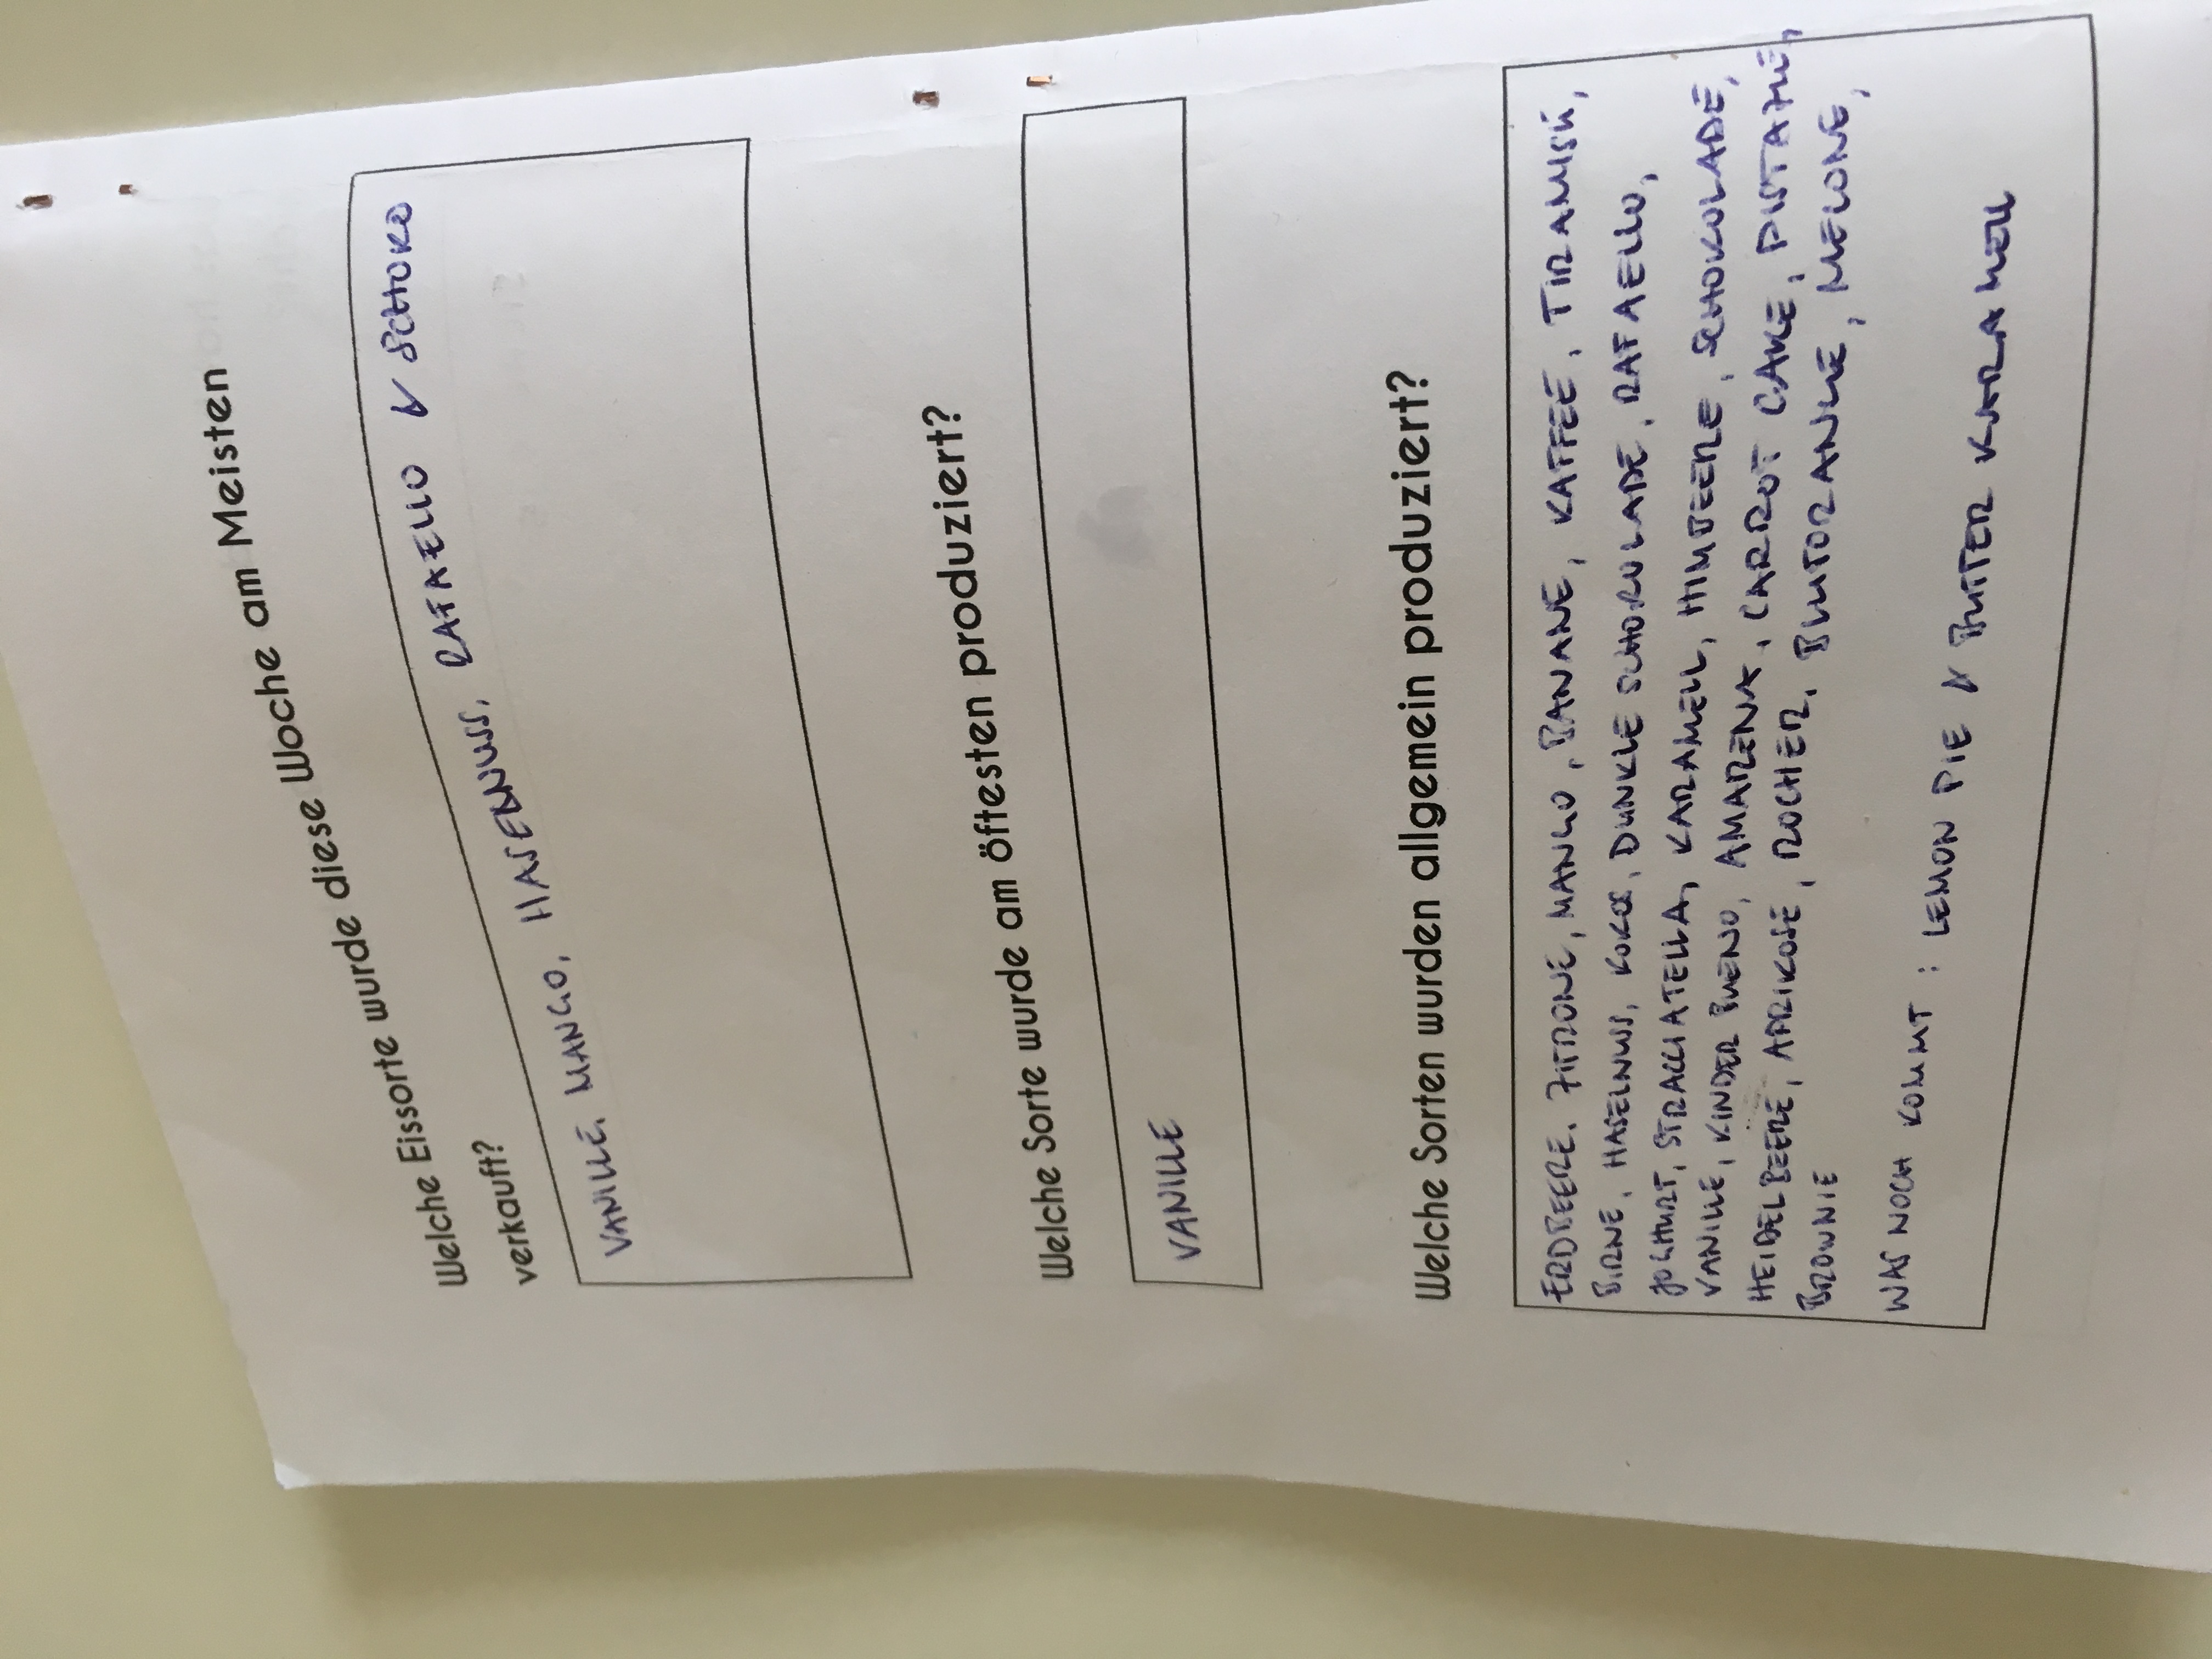 Welche Eissorte wurde diese Woche am Meisten
verkauft?
VANILLE, MANGO, HASELNUSS, RAFAELLO & SCHOKO
Welche Sorte wurde am öftesten produziert?
VANILLE
Welche Sorten wurden allgemein produziert?
ERDBEERE, ZITRONE, MANGO, BANANE, KAFFEE, TIRAMISU,
BIRNE, HASELNUSS, KOKOS, DUNKLE SCHOKOLADE, RAFAELLO,
JOGHURT, STRACCIATELLA, KARAMELL, HIMBEERE, SCHOKOLADE,
VANILLE, KINDER BUENO, AMARENA, CARROT CAKE, PISTAZIE,
HEIDELBEERE, APRIKOSE, ROCHER, BLUTORANGE, MELONE,
BROWNIE
WAS NOCH KOMMT : LEMON PIE & BUTTER KARAMELL